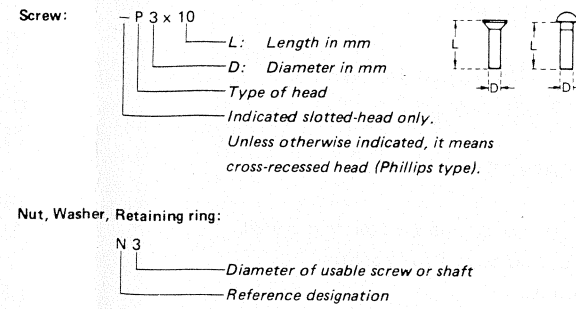 Screw: – P 3 x 10
L: Length in mm
L L
D: Diameter in mm
D D
Type of head
Indicated slotted-head only.
Unless otherwise indicated, it means
cross-recessed head (Phillips type).
Nut, Washer, Retaining ring:
N 3
Diameter of usable screw or shaft
Reference designation